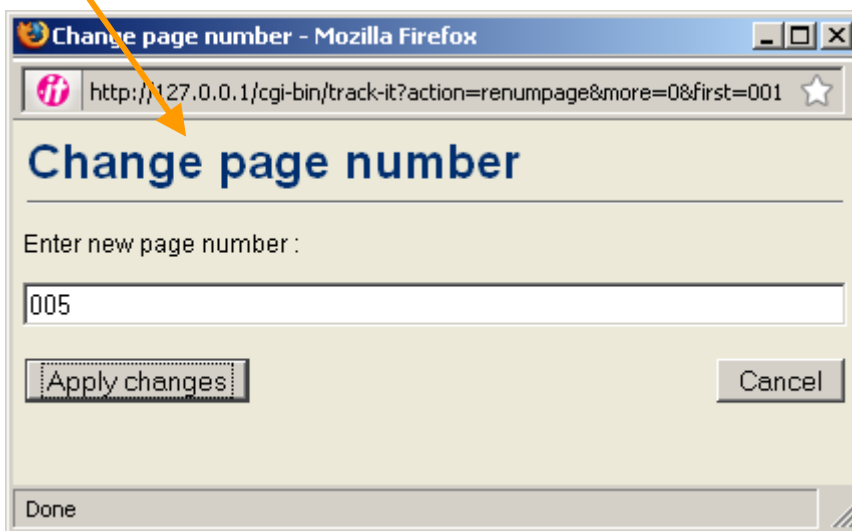 Change page number - Mozilla Firefox
http://127.0.0.1/cgi-bin/track-it?action=renumpage&more=0&first=001
Change page number
Enter new page number :
005
Apply changes Cancel
Done